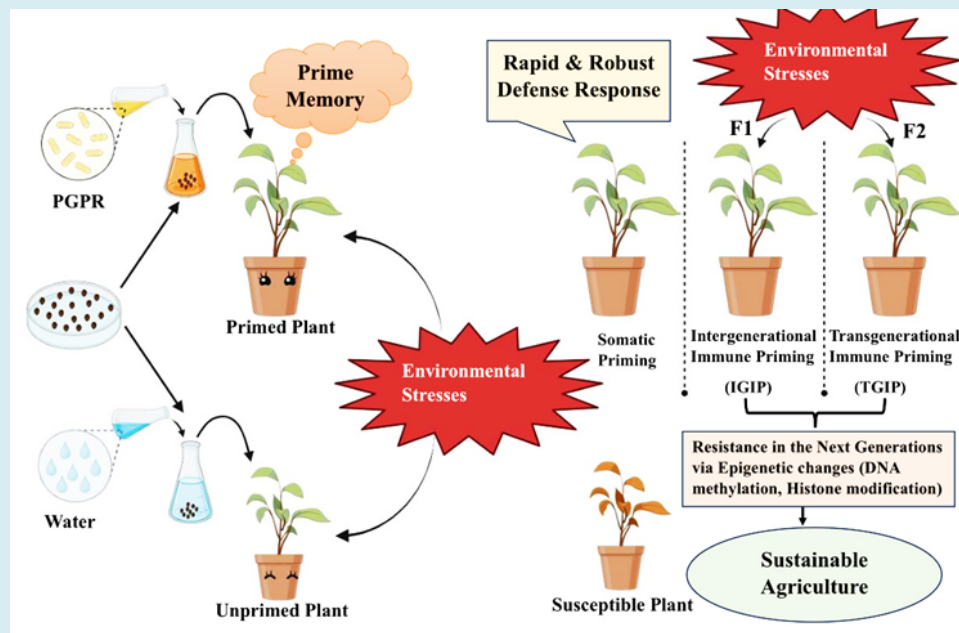 Prime
Memory
PGPR
Primed Plant
Water
Unprimed Plant
Environmental
Stresses
Rapid & Robust
Defense Response
Environmental
Stresses
F1
F2
Somatic
Priming
Intergenerational
Immune Priming
(IGIP)
Transgenerational
Immune Priming
(TGIP)
Resistance in the Next Generations
via Epigenetic changes (DNA
methylation, Histone modification)
Susceptible Plant
Sustainable
Agriculture